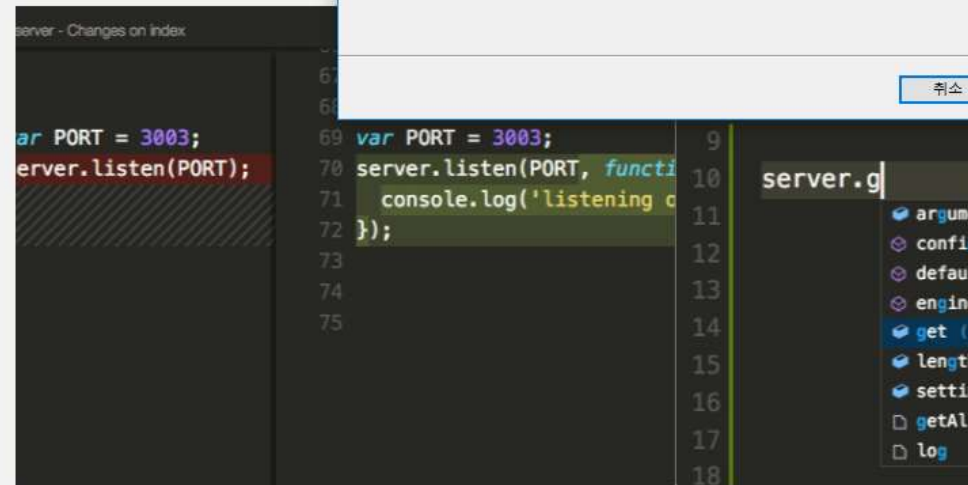 server - Changes on index
취소
67
68
ar PORT = 3003;
erver.listen(PORT);
69 var PORT = 3003;
70 server.listen(PORT, functi
71 console.log('listening o
72 });
73
74
75
9
10 server.g
11
12
13
14
15
16
17
18
argum
confi
defau
engin
get (
lengt
setti
getAl
log